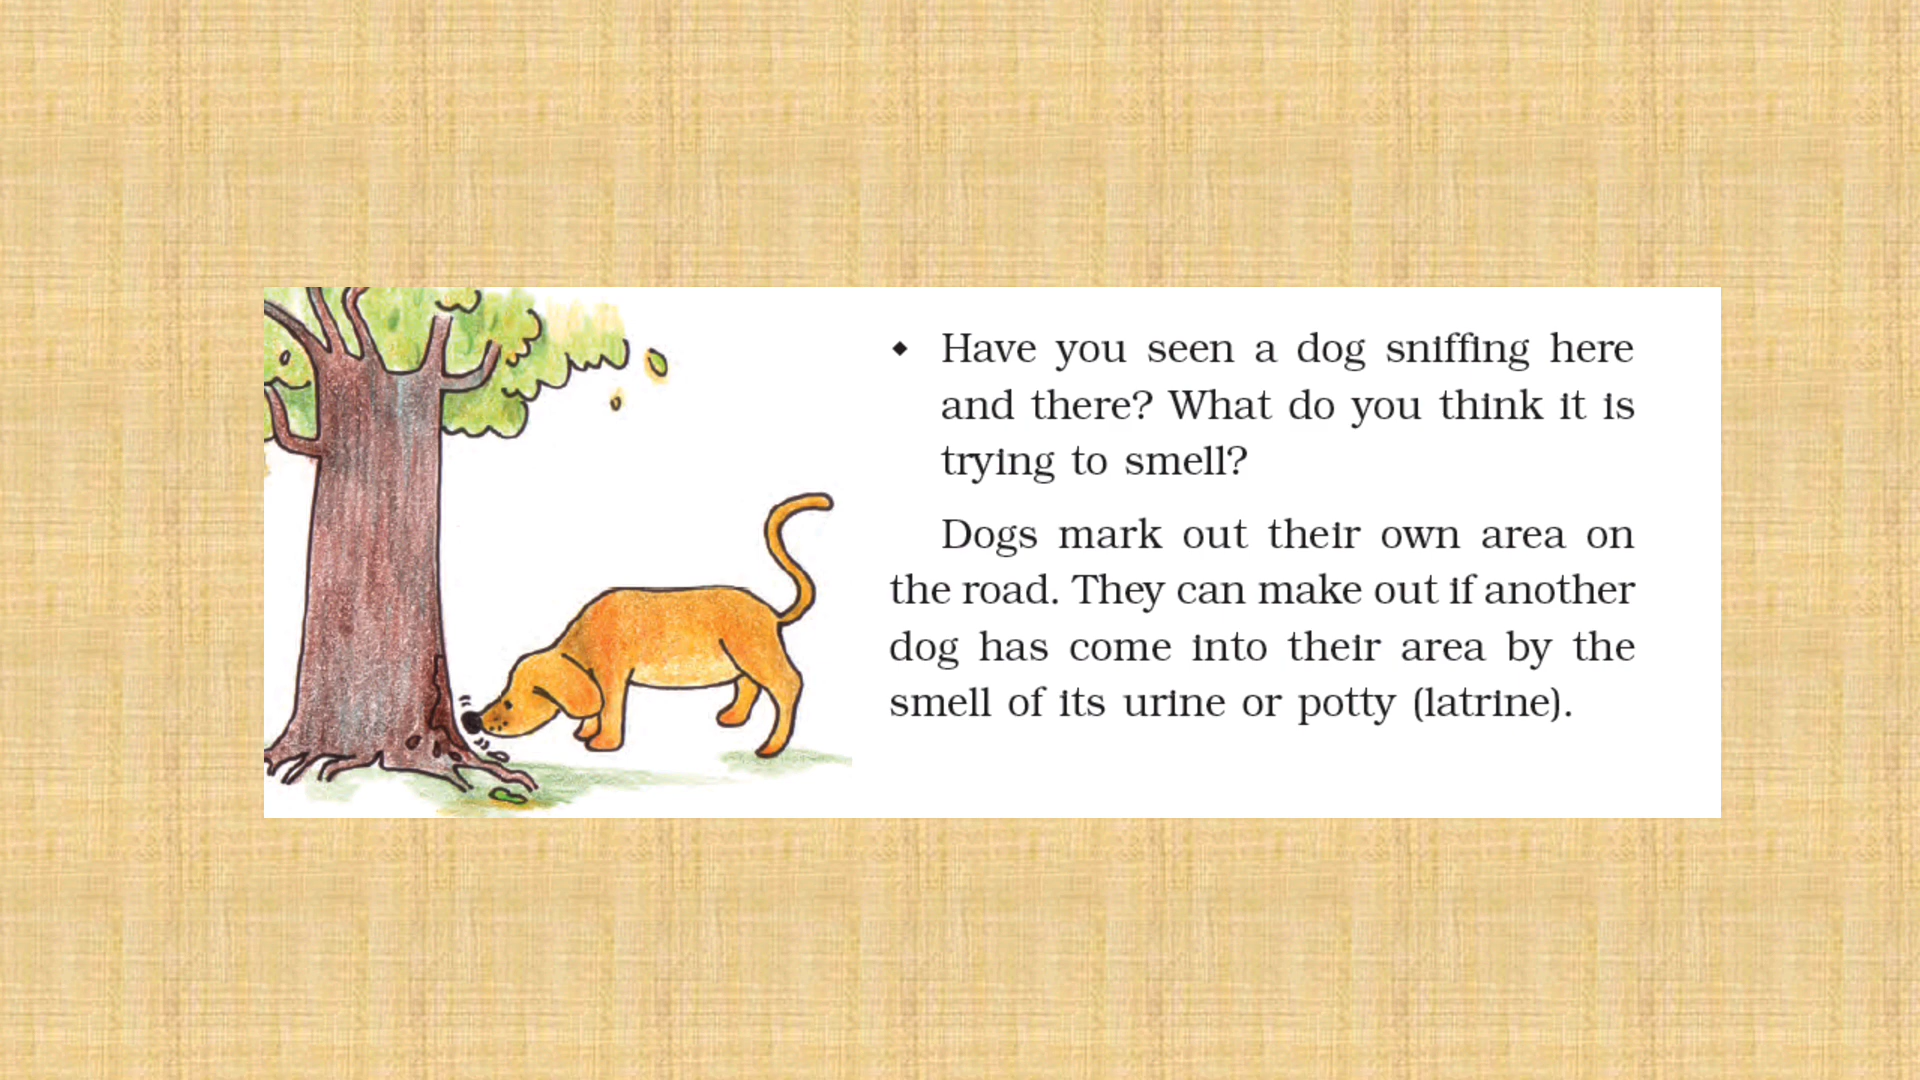 ◆ Have you seen a dog sniffing here
and there? What do you think it is
trying to smell?
Dogs mark out their own area on
the road. They can make out if another
dog has come into their area by the
smell of its urine or potty (latrine).